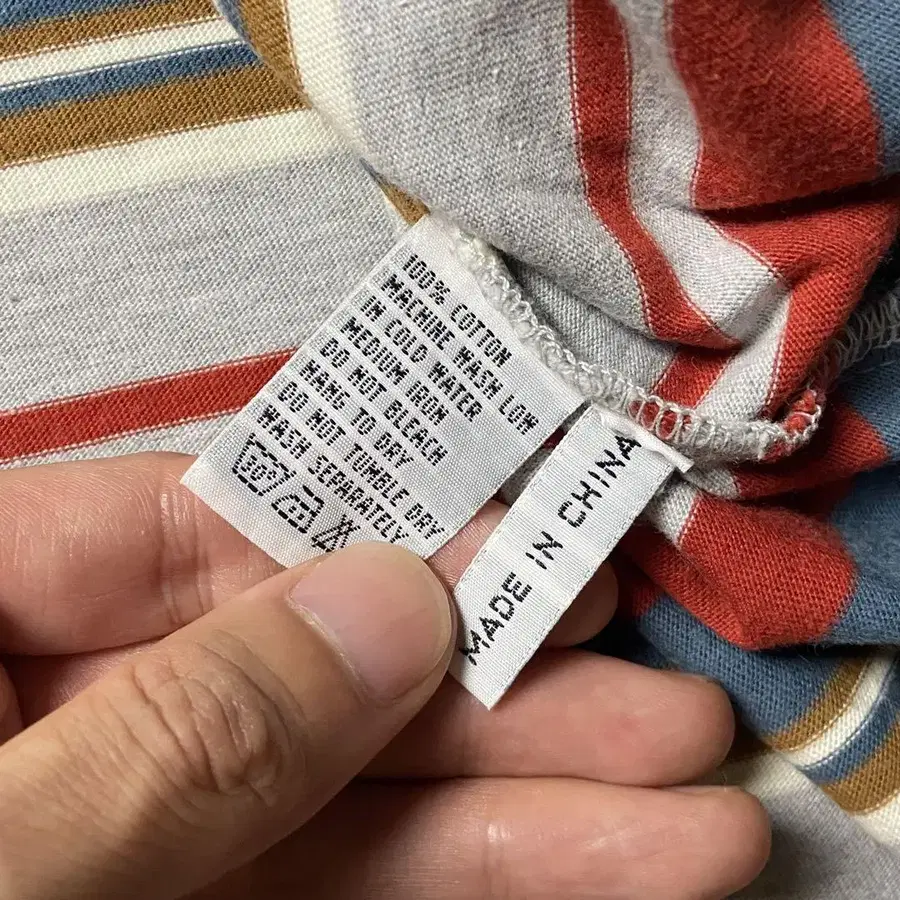 100% COTTON
MACHINE WASH LOW
IN COLD WATER
MEDIUM IRON
DO NOT BLEACH
HANG TO DRY
DO NOT TUMBLE DRY
WASH SEPARATELY
30
MADE IN CHINA